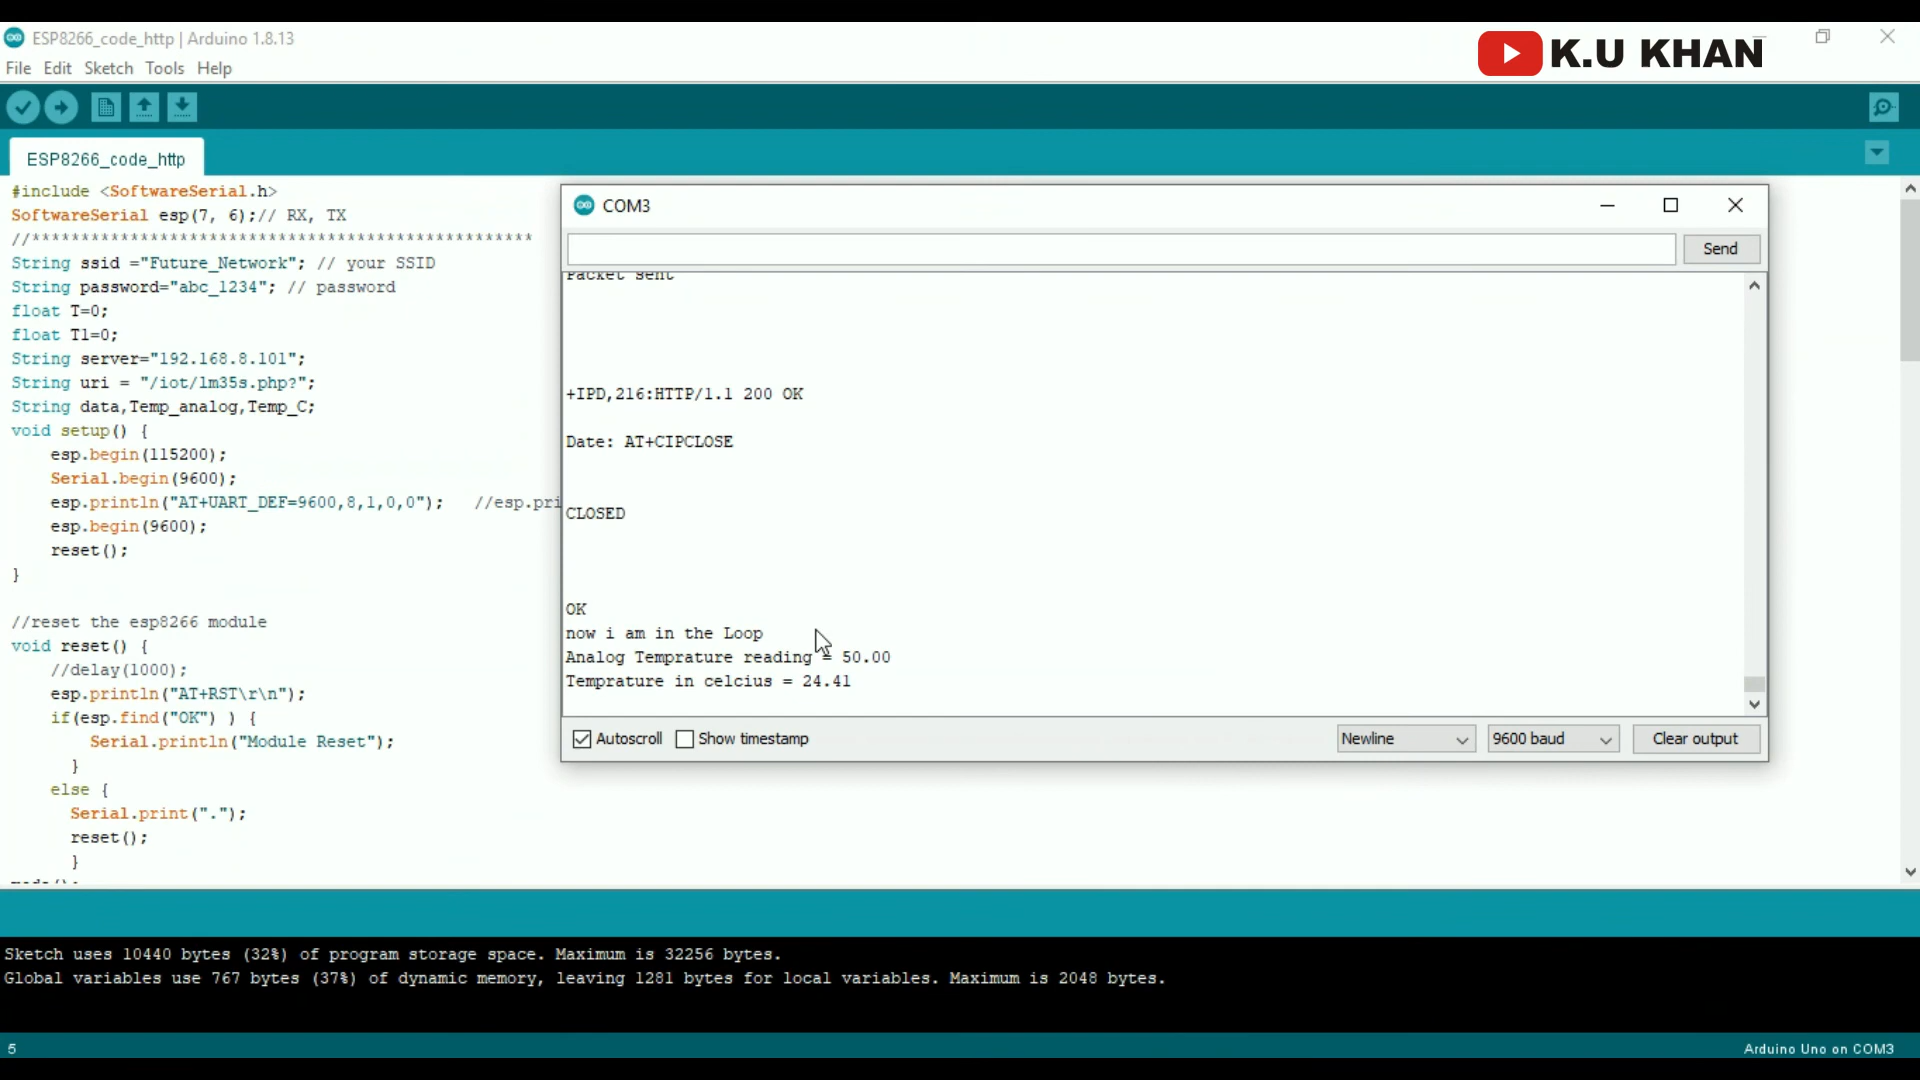 ESP8266_code_http | Arduino 1.8.13
K.U KHAN
File Edit Sketch Tools Help
ESP8266_code_http
#include <SoftwareSerial.h>
SoftwareSerial esp(7, 6);// RX, TX
//***************************************************
String ssid ="Future_Network"; // your SSID
String password="abc_1234"; // password
float T=0;
float T1=0;
String server="192.168.8.101";
String uri = "/iot/lm35s.php?";
String data,Temp_analog,Temp_C;
void setup() {
esp.begin(115200);
Serial.begin(9600);
esp.println("AT+UART_DEF=9600,8,1,0,0"); //esp.pri
esp.begin(9600);
reset();
}
//reset the esp8266 module
void reset() {
//delay(1000);
esp.println("AT+RST\r\n");
if(esp.find("OK") ) {
Serial.println("Module Reset");
}
else {
Serial.print(".");
reset();
}
COM3
Send
Packet sent
+IPD,216:HTTP/1.1 200 OK
Date: AT+CIPCLOSE
CLOSED
OK
now i am in the Loop
Analog Temprature reading = 50.00
Temprature in celcius = 24.41
Autoscroll Show timestamp Newline 9600 baud Clear output
Sketch uses 10440 bytes (32%) of program storage space. Maximum is 32256 bytes.
Global variables use 767 bytes (37%) of dynamic memory, leaving 1281 bytes for local variables. Maximum is 2048 bytes.
5
Arduino Uno on COM3